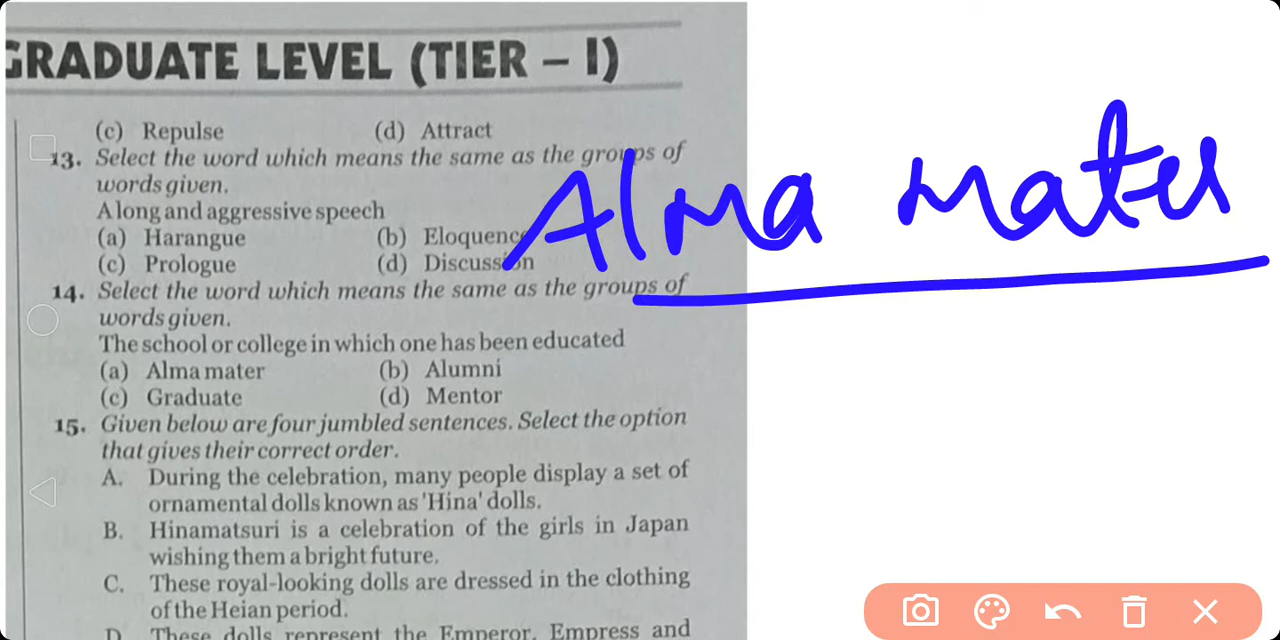 GRADUATE LEVEL (TIER – I)
(c) Repulse (d) Attract
13. Select the word which means the same as the groups of
words given.
A long and aggressive speech
(a) Harangue (b) Eloquence
(c) Prologue (d) Discussion
Alma mater
14. Select the word which means the same as the groups of
words given.
The school or college in which one has been educated
(a) Alma mater (b) Alumni
(c) Graduate (d) Mentor
15. Given below are four jumbled sentences. Select the option
that gives their correct order.
A. During the celebration, many people display a set of
ornamental dolls known as 'Hina' dolls.
B. Hinamatsuri is a celebration of the girls in Japan
wishing them a bright future.
C. These royal-looking dolls are dressed in the clothing
of the Heian period.
D. These dolls represent the Emperor, Empress and